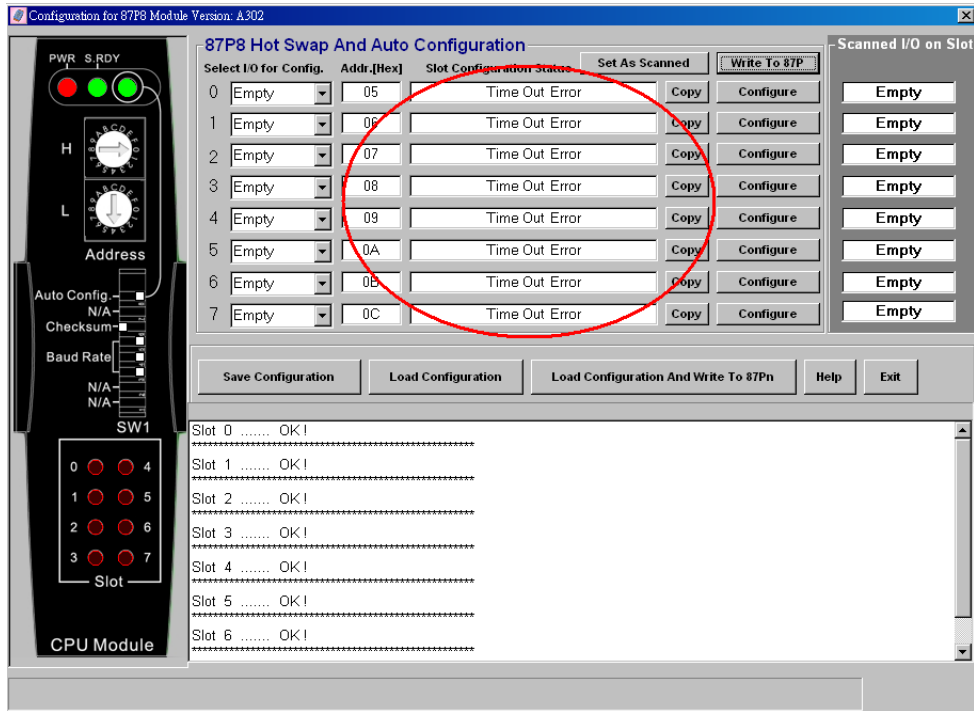 Configuration for 87P8 Module Version: A302
PWR S.RDY
H
L
Address
Auto Config.
N/A
Checksum
Baud Rate
N/A
N/A
SW1
0 4
1 5
2 6
3 7
Slot
CPU Module
87P8 Hot Swap And Auto Configuration
Select I/O for Config. Addr.[Hex] Slot Configuration Status Set As Scanned Write To 87P
0 Empty 05 Time Out Error Copy Configure
1 Empty 06 Time Out Error Copy Configure
2 Empty 07 Time Out Error Copy Configure
3 Empty 08 Time Out Error Copy Configure
4 Empty 09 Time Out Error Copy Configure
5 Empty 0A Time Out Error Copy Configure
6 Empty 0B Time Out Error Copy Configure
7 Empty 0C Time Out Error Copy Configure
Scanned I/O on Slot
Empty
Empty
Empty
Empty
Empty
Empty
Empty
Empty
Save Configuration Load Configuration Load Configuration And Write To 87Pn Help Exit
Slot 0 ....... OK!
*****************************************************
Slot 1 ....... OK!
*****************************************************
Slot 2 ....... OK!
*****************************************************
Slot 3 ....... OK!
*****************************************************
Slot 4 ....... OK!
*****************************************************
Slot 5 ....... OK!
*****************************************************
Slot 6 ....... OK!
*****************************************************